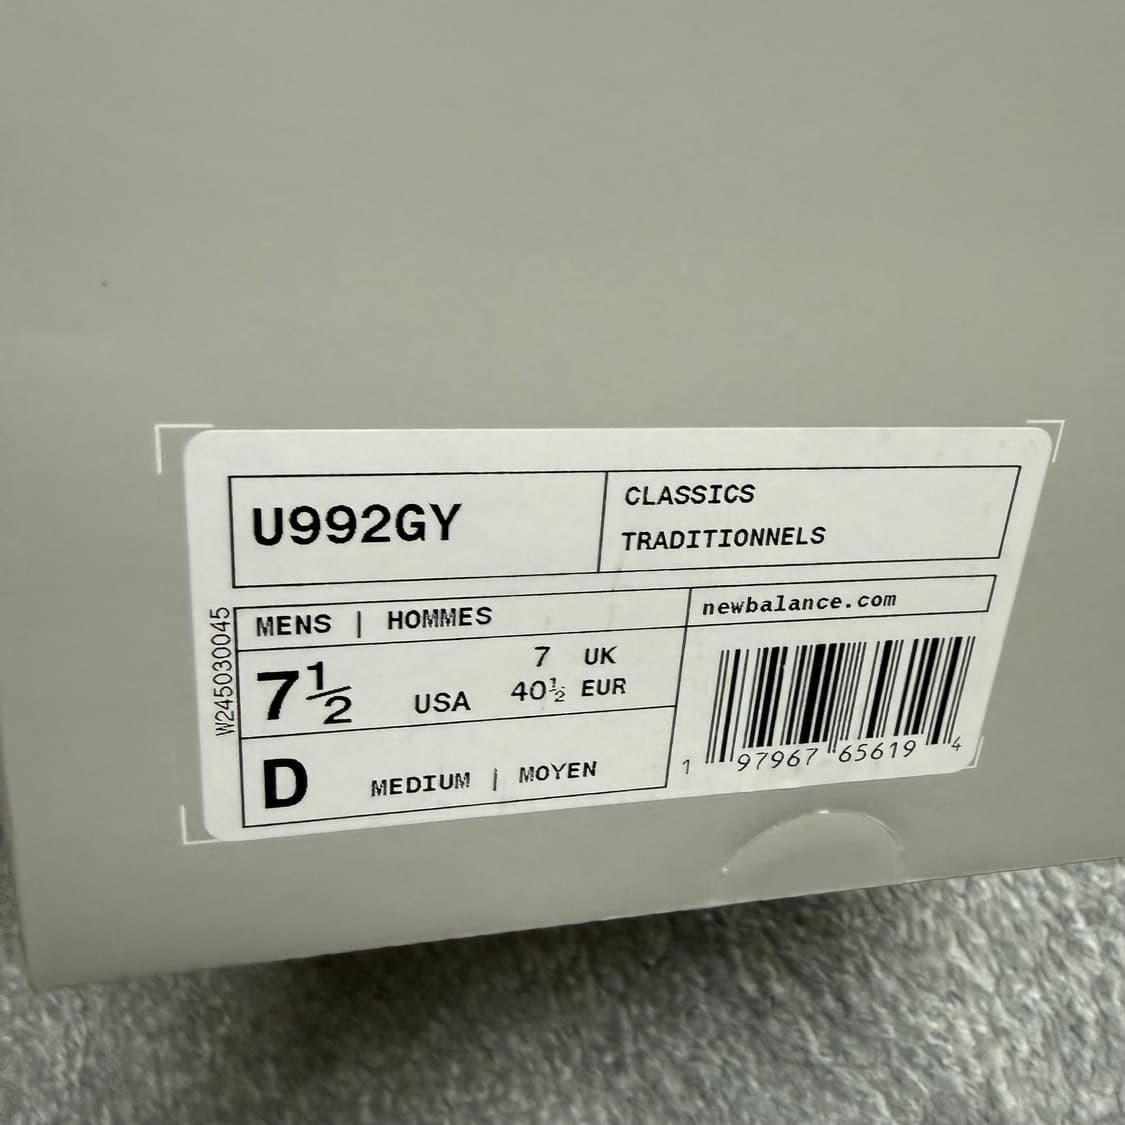 U992GY
CLASSICS
TRADITIONNELS
MENS | HOMMES
newbalance.com
7½ USA
7 UK
40½ EUR
D MEDIUM | MOYEN
W245030045
1 97967 65619 4